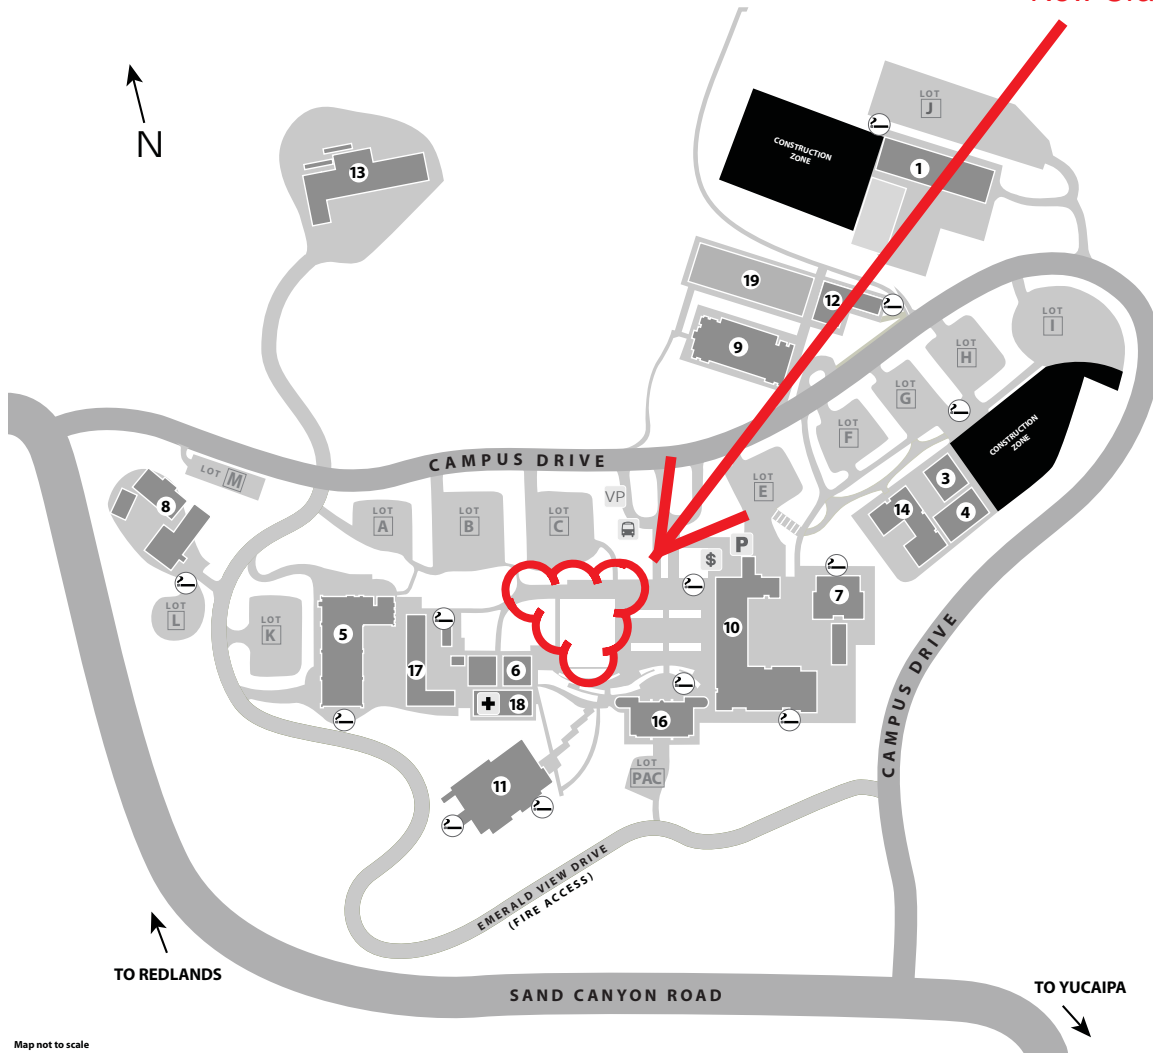 N
LOT
J
CONSTRUCTION
ZONE
1
13
19
12
9
LOT
I
LOT
H
LOT
G
LOT
F
CONSTRUCTION
ZONE
CAMPUS DRIVE
LOT M
8
LOT
A
LOT
B
LOT
C
VP
LOT
E
3
14
4
P
$
LOT
L
LOT
K
5
17
6
18
10
7
16
11
LOT
PAC
CAMPUS DRIVE
EMERALD VIEW DRIVE
(FIRE ACCESS)
TO REDLANDS
SAND CANYON ROAD
TO YUCAIPA
Map not to scale